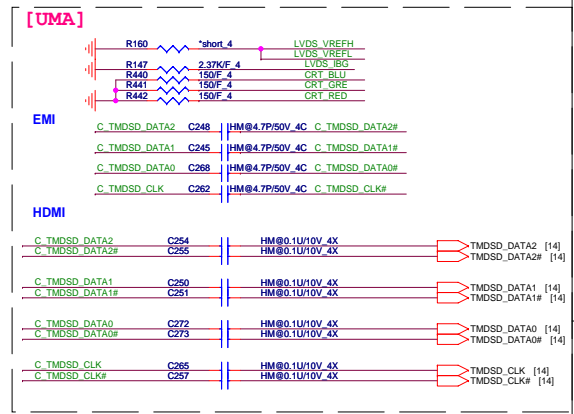 [UMA]
R160 *short_4 LVDS_VREFH
LVDS_VREFL
R147 2.37K/F_4 LVDS_IBG
R440 150/F_4 CRT_BLU
R441 150/F_4 CRT_GRE
R442 150/F_4 CRT_RED
EMI
C_TMDSD_DATA2 C248 HM@4.7P/50V_4C C_TMDSD_DATA2#
C_TMDSD_DATA1 C245 HM@4.7P/50V_4C C_TMDSD_DATA1#
C_TMDSD_DATA0 C268 HM@4.7P/50V_4C C_TMDSD_DATA0#
C_TMDSD_CLK C262 HM@4.7P/50V_4C C_TMDSD_CLK#
HDMI
C_TMDSD_DATA2 C254 HM@0.1U/10V_4X TMDSD_DATA2 [14]
C_TMDSD_DATA2# C255 HM@0.1U/10V_4X TMDSD_DATA2# [14]
C_TMDSD_DATA1 C250 HM@0.1U/10V_4X TMDSD_DATA1 [14]
C_TMDSD_DATA1# C251 HM@0.1U/10V_4X TMDSD_DATA1# [14]
C_TMDSD_DATA0 C272 HM@0.1U/10V_4X TMDSD_DATA0 [14]
C_TMDSD_DATA0# C273 HM@0.1U/10V_4X TMDSD_DATA0# [14]
C_TMDSD_CLK C265 HM@0.1U/10V_4X TMDSD_CLK [14]
C_TMDSD_CLK# C257 HM@0.1U/10V_4X TMDSD_CLK# [14]